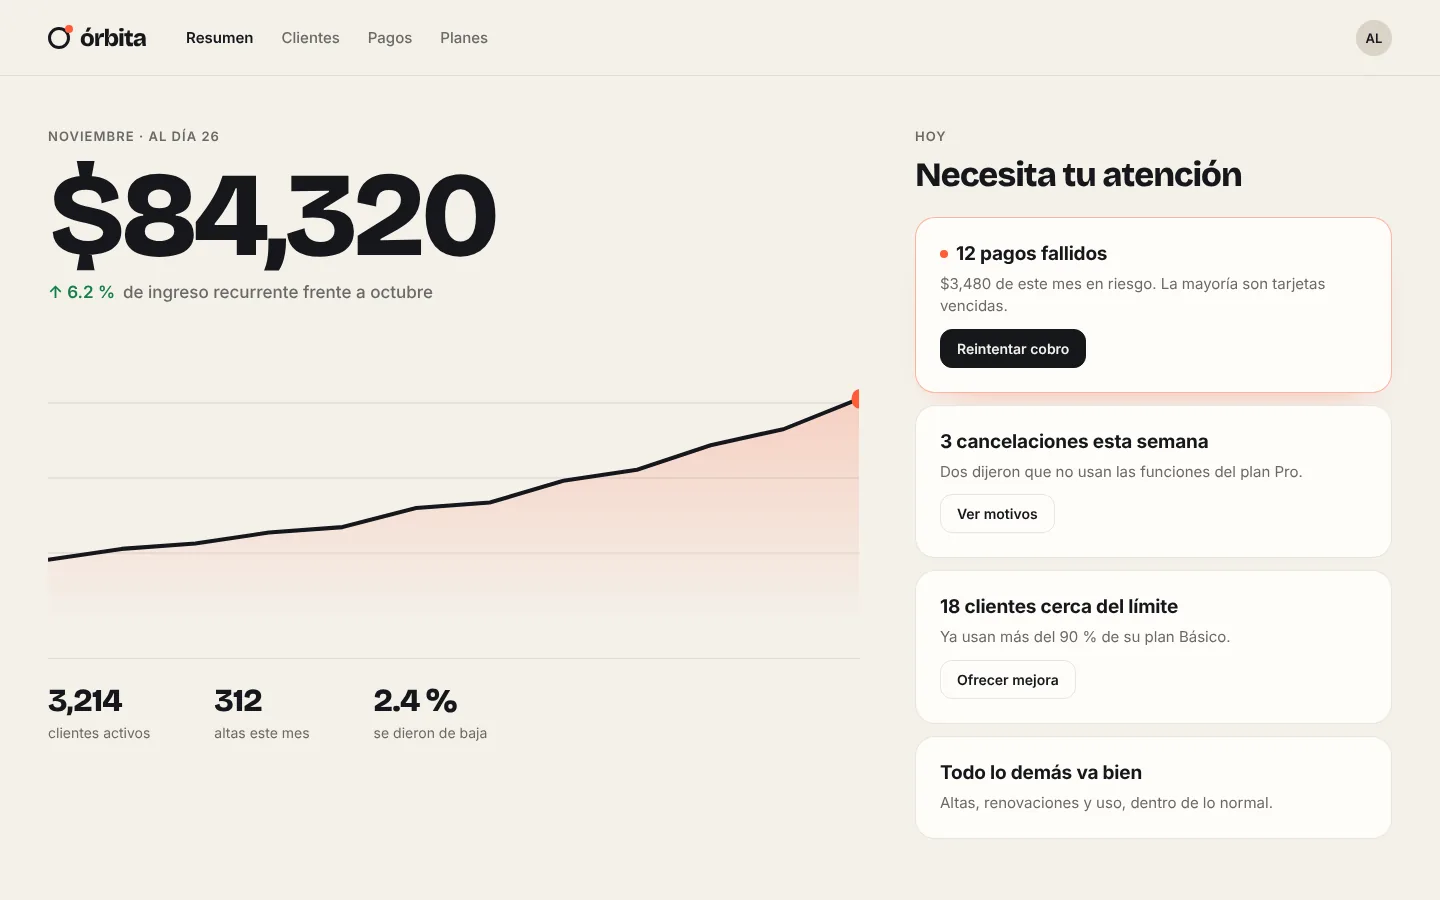 órbita
Resumen
Clientes
Pagos
Planes
AL
NOVIEMBRE · AL DÍA 26
$84,320
↑ 6.2 % de ingreso recurrente frente a octubre
3,214
clientes activos
312
altas este mes
2.4 %
se dieron de baja
HOY
Necesita tu atención
12 pagos fallidos
$3,480 de este mes en riesgo. La mayoría son tarjetas
vencidas.
Reintentar cobro
3 cancelaciones esta semana
Dos dijeron que no usan las funciones del plan Pro.
Ver motivos
18 clientes cerca del límite
Ya usan más del 90 % de su plan Básico.
Ofrecer mejora
Todo lo demás va bien
Altas, renovaciones y uso, dentro de lo normal.